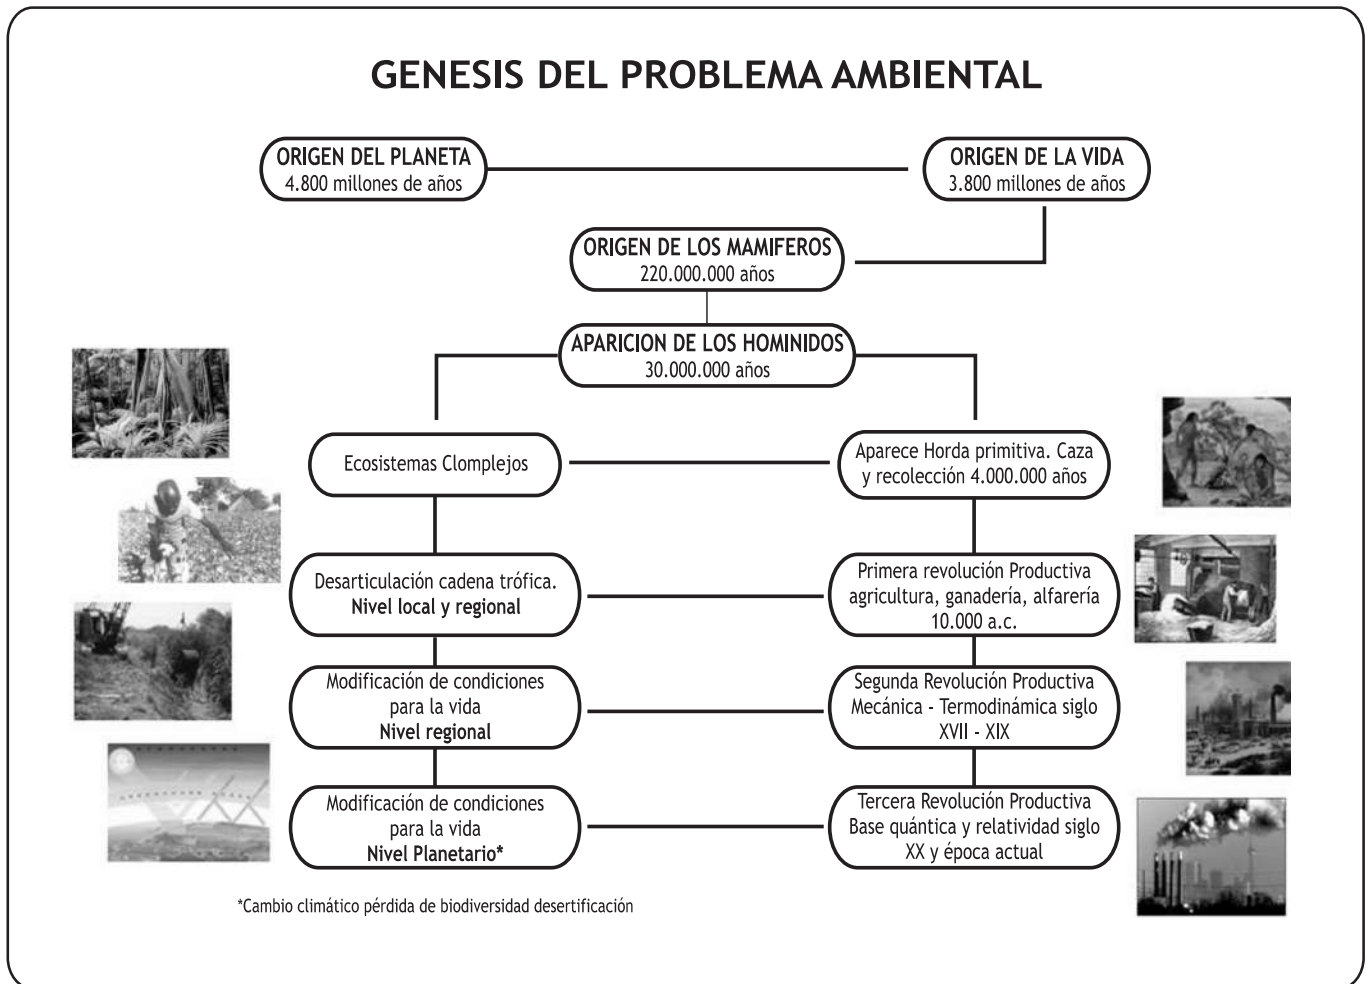 GENESIS DEL PROBLEMA AMBIENTAL
ORIGEN DEL PLANETA
4.800 millones de años
ORIGEN DE LA VIDA
3.800 millones de años
ORIGEN DE LOS MAMIFEROS
220.000.000 años
APARICION DE LOS HOMINIDOS
30.000.000 años
Ecosistemas Clomplejos
Aparece Horda primitiva. Caza
y recolección 4.000.000 años
Desarticulación cadena trófica.
Nivel local y regional
Primera revolución Productiva
agricultura, ganadería, alfarería
10.000 a.c.
Modificación de condiciones
para la vida
Nivel regional
Segunda Revolución Productiva
Mecánica - Termodinámica siglo
XVII - XIX
Modificación de condiciones
para la vida
Nivel Planetario*
Tercera Revolución Productiva
Base quántica y relatividad siglo
XX y época actual
*Cambio climático pérdida de biodiversidad desertificación